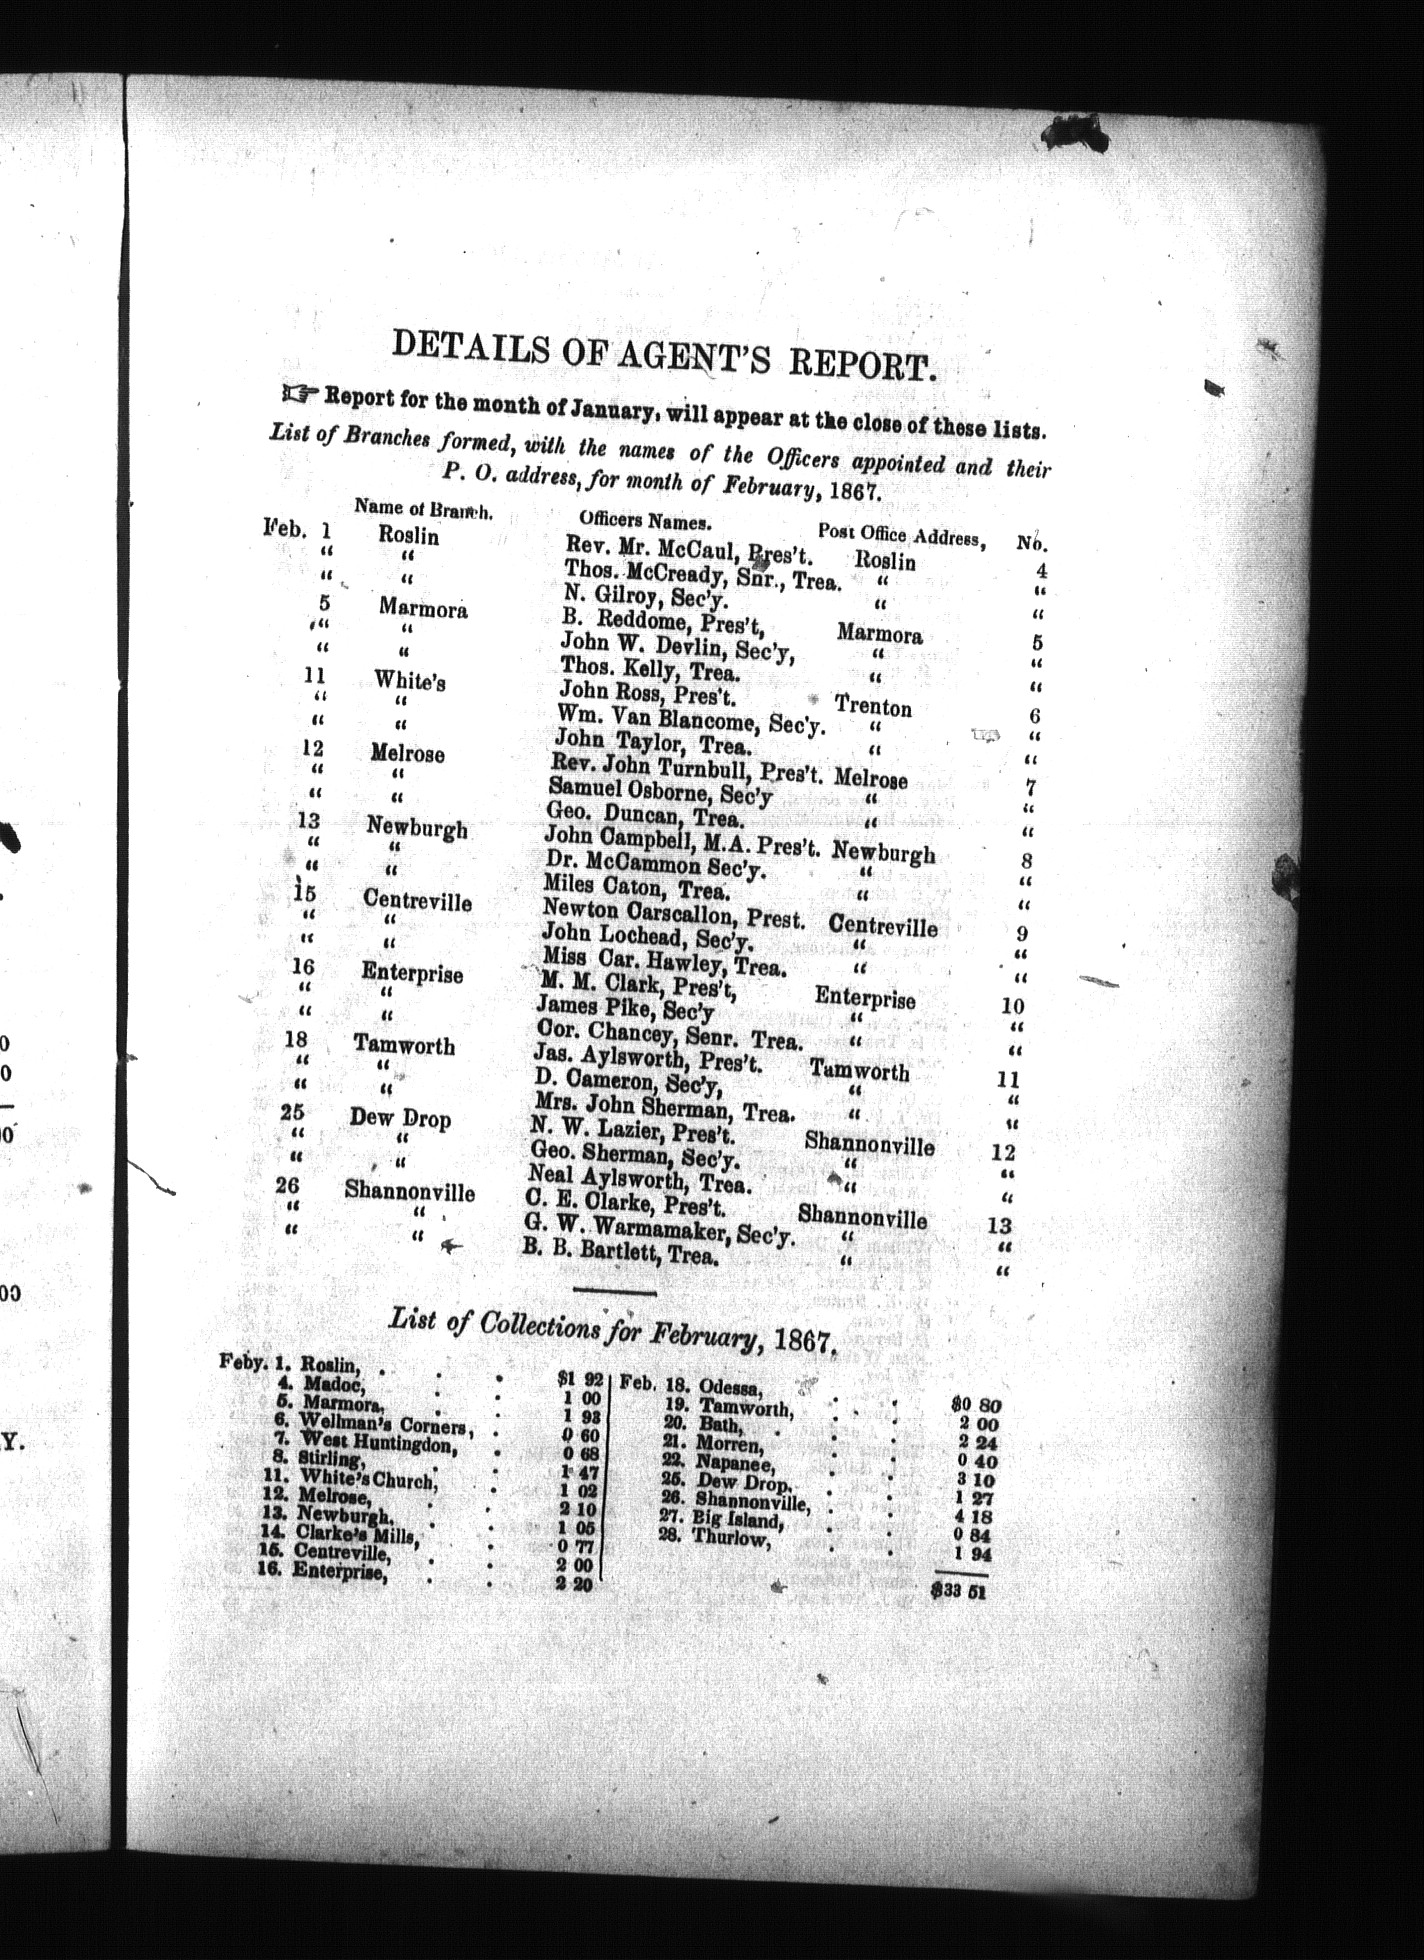 DETAILS OF AGENT'S REPORT.
☞ Report for the month of January, will appear at the close of these lists.
List of Branches formed, with the names of the Officers appointed and their
P. O. address, for month of February, 1867.
Name of Branch. Officers Names. Post Office Address, No.
Feb. 1 Roslin Rev. Mr. McCaul, Pres't. Roslin 4
“ “ Thos. McCready, Snr., Trea. “ “
“ “ N. Gilroy, Sec'y. “ “
5 Marmora B. Reddome, Pres't, Marmora 5
“ “ John W. Devlin, Sec'y, “ “
“ “ Thos. Kelly, Trea. “ “
11 White's John Ross, Pres't. Trenton 6
“ “ Wm. Van Blancome, Sec'y. “ “
“ “ John Taylor, Trea. “ “
12 Melrose Rev. John Turnbull, Pres't. Melrose 7
“ “ Samuel Osborne, Sec'y “ “
“ “ Geo. Duncan, Trea. “ “
13 Newburgh John Campbell, M.A. Pres't. Newburgh 8
“ “ Dr. McCammon Sec'y. “ “
“ “ Miles Caton, Trea. “ “
15 Centreville Newton Carscallon, Prest. Centreville 9
“ “ John Lochead, Sec'y. “ “
“ “ Miss Car. Hawley, Trea. “ “
16 Enterprise M. M. Clark, Pres't, Enterprise 10
“ “ James Pike, Sec'y “ “
“ “ Cor. Chancey, Senr. Trea. “ “
18 Tamworth Jas. Aylsworth, Pres't. Tamworth 11
“ “ D. Cameron, Sec'y, “ “
“ “ Mrs. John Sherman, Trea. “ “
25 Dew Drop N. W. Lazier, Pres't. Shannonville 12
“ “ Geo. Sherman, Sec'y. “ “
“ “ Neal Aylsworth, Trea. “ “
26 Shannonville C. E. Clarke, Pres't. Shannonville 13
“ “ G. W. Warmamaker, Sec'y. “ “
“ “ B. B. Bartlett, Trea. “ “
List of Collections for February, 1867.
Feby. 1. Roslin, . . . $1 92
4. Madoc, . . 1 00
5. Marmora, . . 1 93
6. Wellman's Corners, . 0 60
7. West Huntingdon, . 0 68
8. Stirling, . . 1 47
11. White's Church, . 1 02
12. Melrose, . . 2 10
13. Newburgh, . . 1 05
14. Clarke's Mills, . . 0 77
15. Centreville, . . 2 00
16. Enterprise, . . 2 20
Feb. 18. Odessa, . . $0 80
19. Tamworth, . . 2 00
20. Bath, . . . 2 24
21. Morren, . . 0 40
22. Napanee, . . 3 10
25. Dew Drop, . . 1 27
26. Shannonville, . . 4 18
27. Big Island, . . 0 84
28. Thurlow, . . 1 94
$33 51
0
0
00
00
Y.